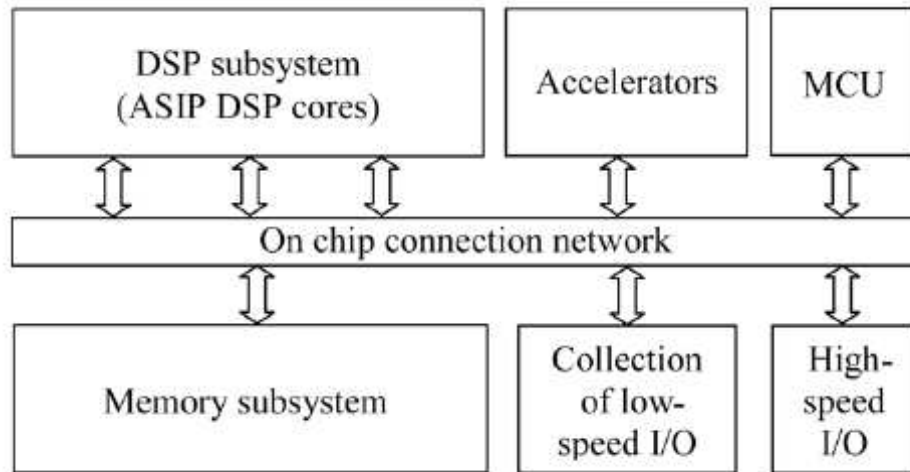 DSP subsystem
(ASIP DSP cores)
Accelerators
MCU
On chip connection network
Memory subsystem
Collection
of low-
speed I/O
High-
speed
I/O